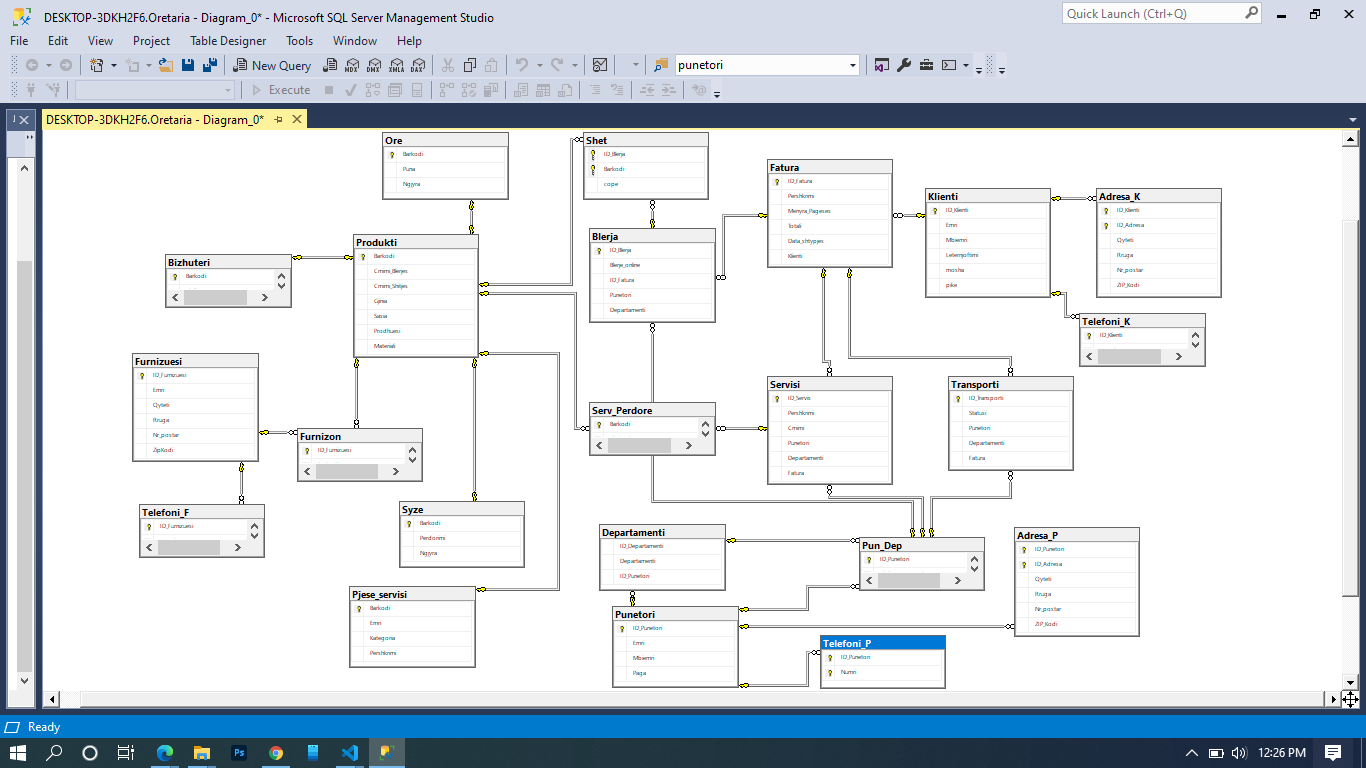 DESKTOP-3DKH2F6.Oretaria - Diagram_0* - Microsoft SQL Server Management Studio
Quick Launch (Ctrl+Q)
File Edit View Project Table Designer Tools Window Help
New Query MDX DMX XMLA DAX punetori
Execute
DESKTOP-3DKH2F6.Oretaria - Diagram_0*
Ore
Barkodi
Puna
Ngjyra
Shet
ID_Blerja
Barkodi
cope
Fatura
ID_Fatura
Pershkrimi
Menyra_Pageses
Totali
Data_shtypjes
Klienti
Klienti
ID_Klienti
Emri
Mbiemri
Leternjoftimi
mosha
pike
Adresa_K
ID_Klienti
ID_Adresa
Qyteti
Rruga
Nr_postar
ZIP_Kodi
Produkti
Barkodi
Cmimi_Blerjes
Cmimi_Shitjes
Gjinia
Sasia
Prodhuesi
Materiali
Blerja
ID_Blerja
Blerje_online
ID_Fatura
Punetori
Departamenti
Bizhuteri
Barkodi
Telefoni_K
ID_Klienti
Furnizuesi
ID_Furnizuesi
Emri
Qyteti
Rruga
Nr_postar
ZipKodi
Servisi
ID_Servis
Pershkrimi
Cmimi
Punetori
Departamenti
Fatura
Transporti
ID_Transporti
Statusi
Punetori
Departamenti
Fatura
Serv_Perdore
Barkodi
Furnizon
ID_Furnizuesi
Telefoni_F
ID_Furnizuesi
Syze
Barkodi
Perdorimi
Ngjyra
Departamenti
ID_Departamenti
Departamenti
ID_Punetori
Pun_Dep
ID_Punetori
Adresa_P
ID_Punetori
ID_Adresa
Qyteti
Rruga
Nr_postar
ZIP_Kodi
Pjese_servisi
Barkodi
Emri
Kategoria
Pershkrimi
Punetori
ID_Punetori
Emri
Mbiemri
Paga
Telefoni_P
ID_Punetori
Numri
Ready
Ps
12:26 PM